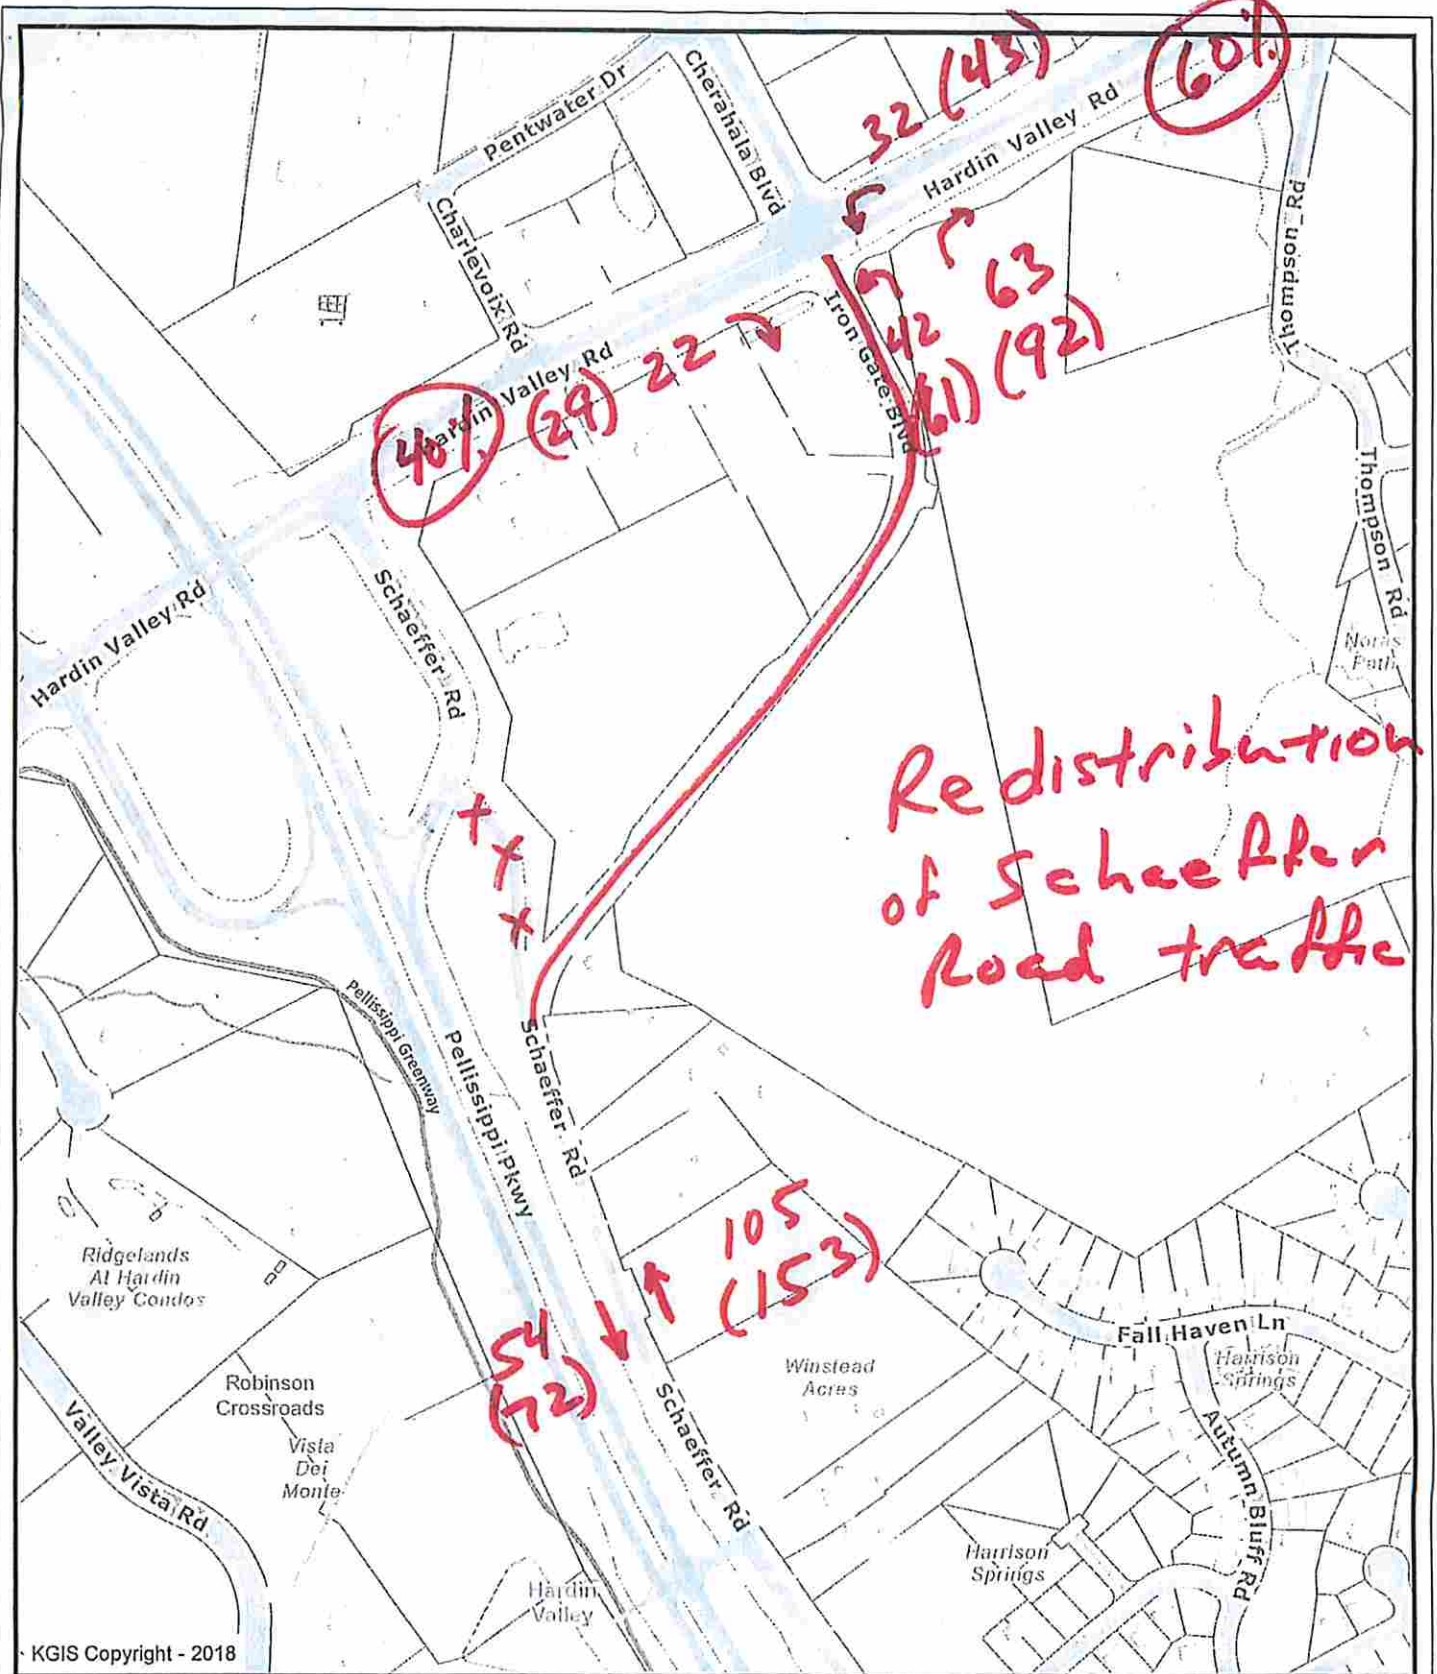 60%
32 (43)
Pentwater Dr
Cherahala Blvd
Hardin Valley Rd
Thompson Rd
Charlevoix Rd
63
(92)
42
(61)
Iron Gate Blvd
22
(29)
Hardin Valley Rd
40%
Thompson Rd
Schaeffer Rd
Hardin Valley Rd
Noras
Path
Redistribution
of Schaeffer
Road traffic
Pellissippi Greenway
Pellissippi Pkwy
Schaeffer Rd
105
(153)
54
(72)
Ridgelands
At Hardin
Valley Condos
Fall Haven Ln
Harrison
Springs
Winstead
Acres
Robinson
Crossroads
Schaeffer Rd
Valley Vista Rd
Vista
Dei
Monte
Autumn Bluff Rd
Harrison
Springs
Hardin
Valley
KGIS Copyright - 2018